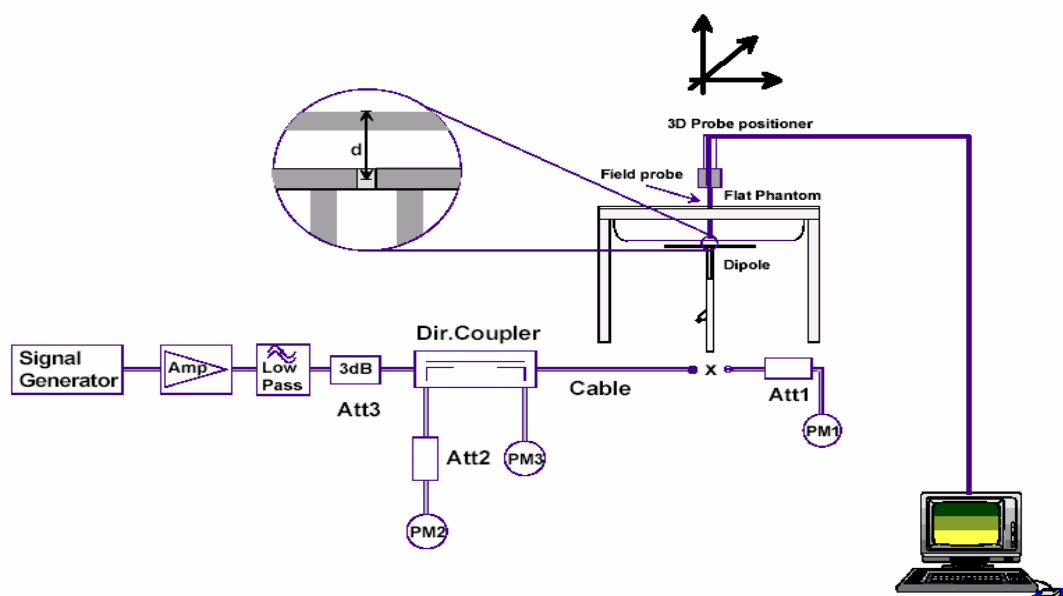 3D Probe positioner
d
Field probe
Flat Phantom
Dipole
Dir.Coupler
Signal
Generator
Amp
Low
Pass
3dB
Att3
Cable
x
Att1
PM1
Att2
PM3
PM2